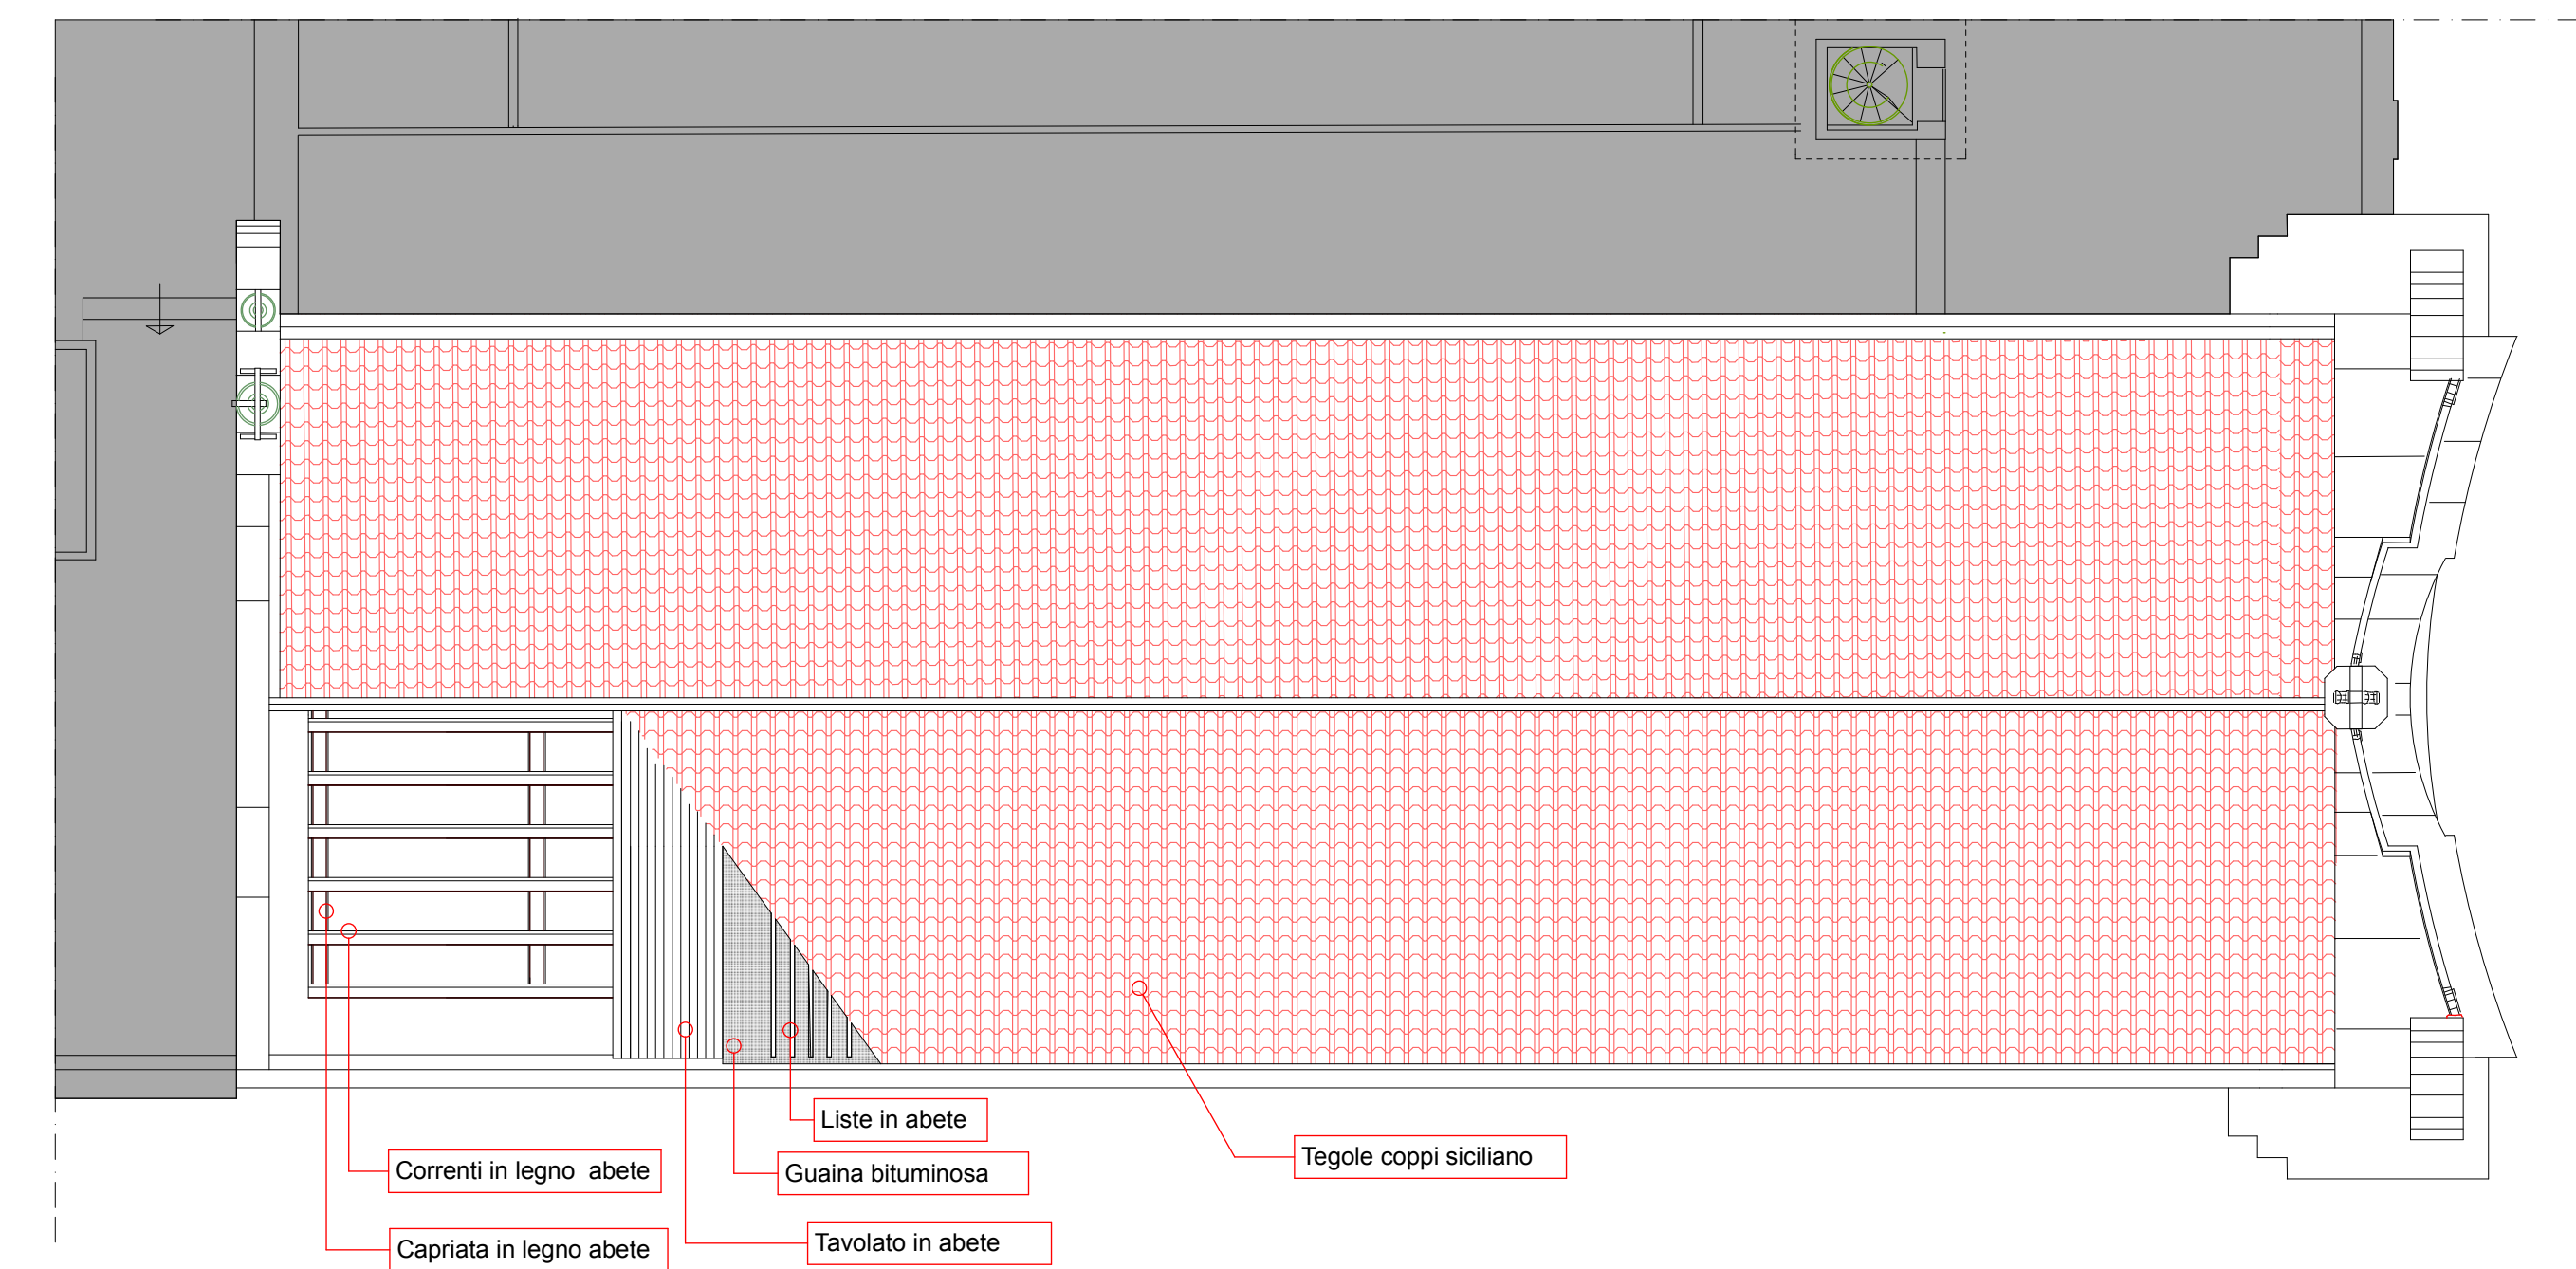 Liste in abete
Tegole coppi siciliano
Correnti in legno  abete
Guaina bituminosa
Capriata in legno abete
Tavolato in abete